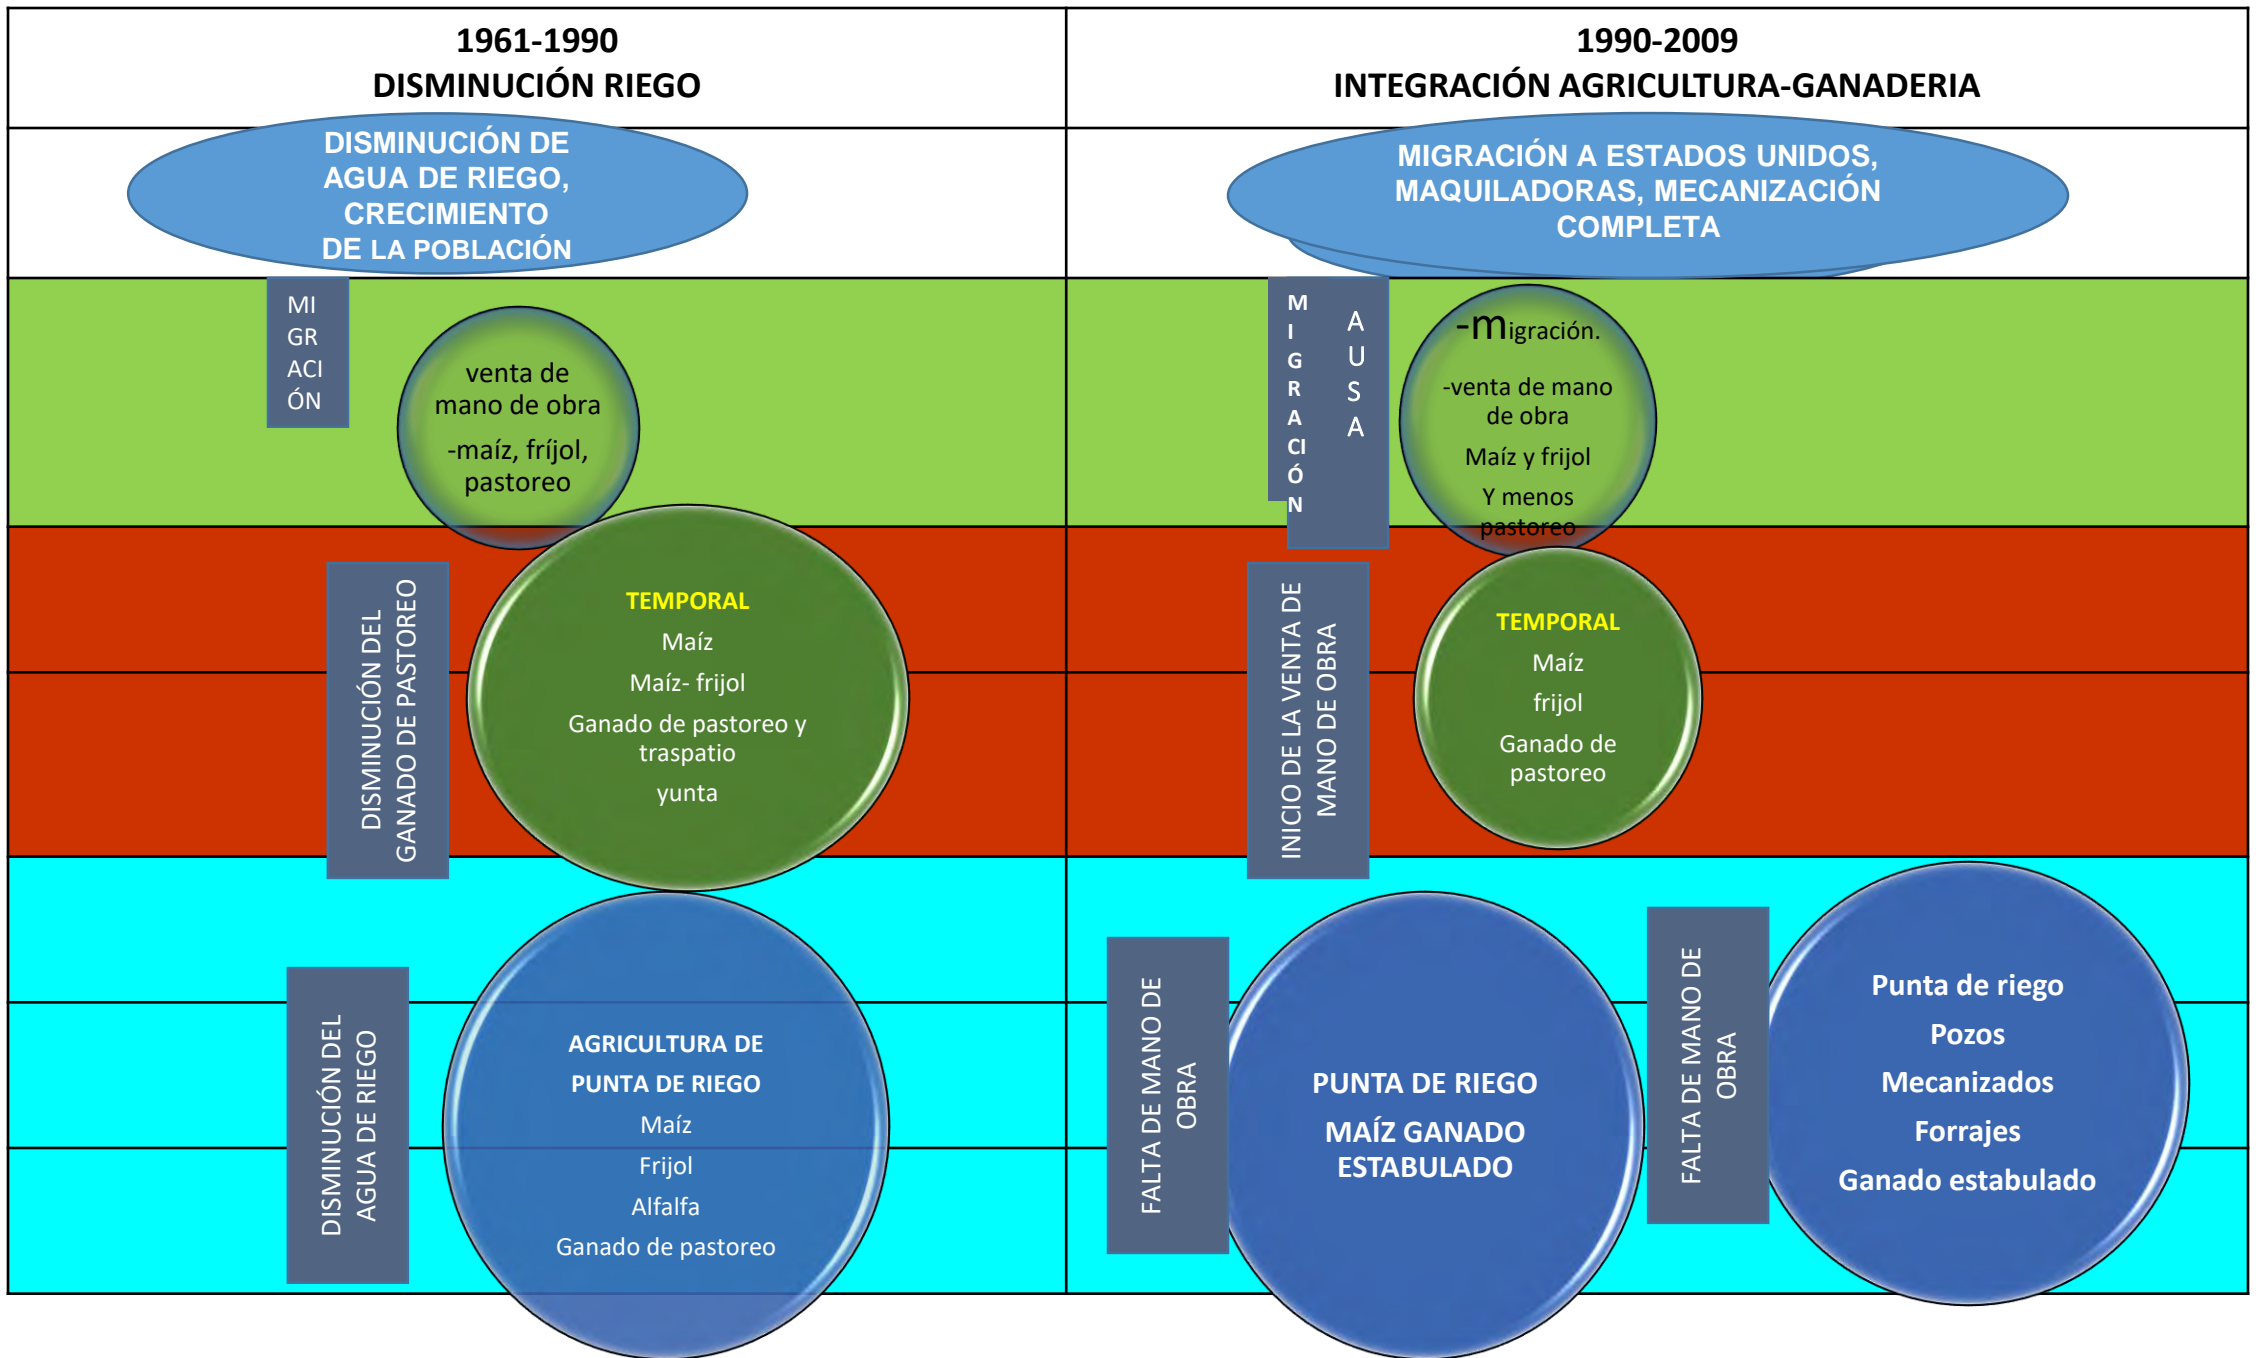 1961-1990
DISMINUCIÓN RIEGO
DISMINUCIÓN DE
AGUA DE RIEGO,
CRECIMIENTO
DE LA POBLACIÓN
MI
GR
ACI
ÓN
venta de
mano de obra
-maíz, fríjol,
pastoreo
DISMINUCIÓN DEL
GANADO DE PASTOREO
TEMPORAL
Maíz
Maíz- frijol
Ganado de pastoreo y
traspatio
yunta
DISMINUCIÓN DEL
AGUA DE RIEGO
AGRICULTURA DE
PUNTA DE RIEGO
Maíz
Frijol
Alfalfa
Ganado de pastoreo
1990-2009
INTEGRACIÓN AGRICULTURA-GANADERIA
MIGRACIÓN A ESTADOS UNIDOS,
MAQUILADORAS, MECANIZACIÓN
COMPLETA
M
I
G
R
A
CI
Ó
N
A
U
S
A
-migración.
-venta de mano
de obra
Maíz y frijol
Y menos
pastoreo
INICIO DE LA VENTA DE
MANO DE OBRA
TEMPORAL
Maíz
frijol
Ganado de
pastoreo
FALTA DE MANO DE
OBRA
PUNTA DE RIEGO
MAÍZ GANADO
ESTABULADO
FALTA DE MANO DE
OBRA
Punta de riego
Pozos
Mecanizados
Forrajes
Ganado estabulado